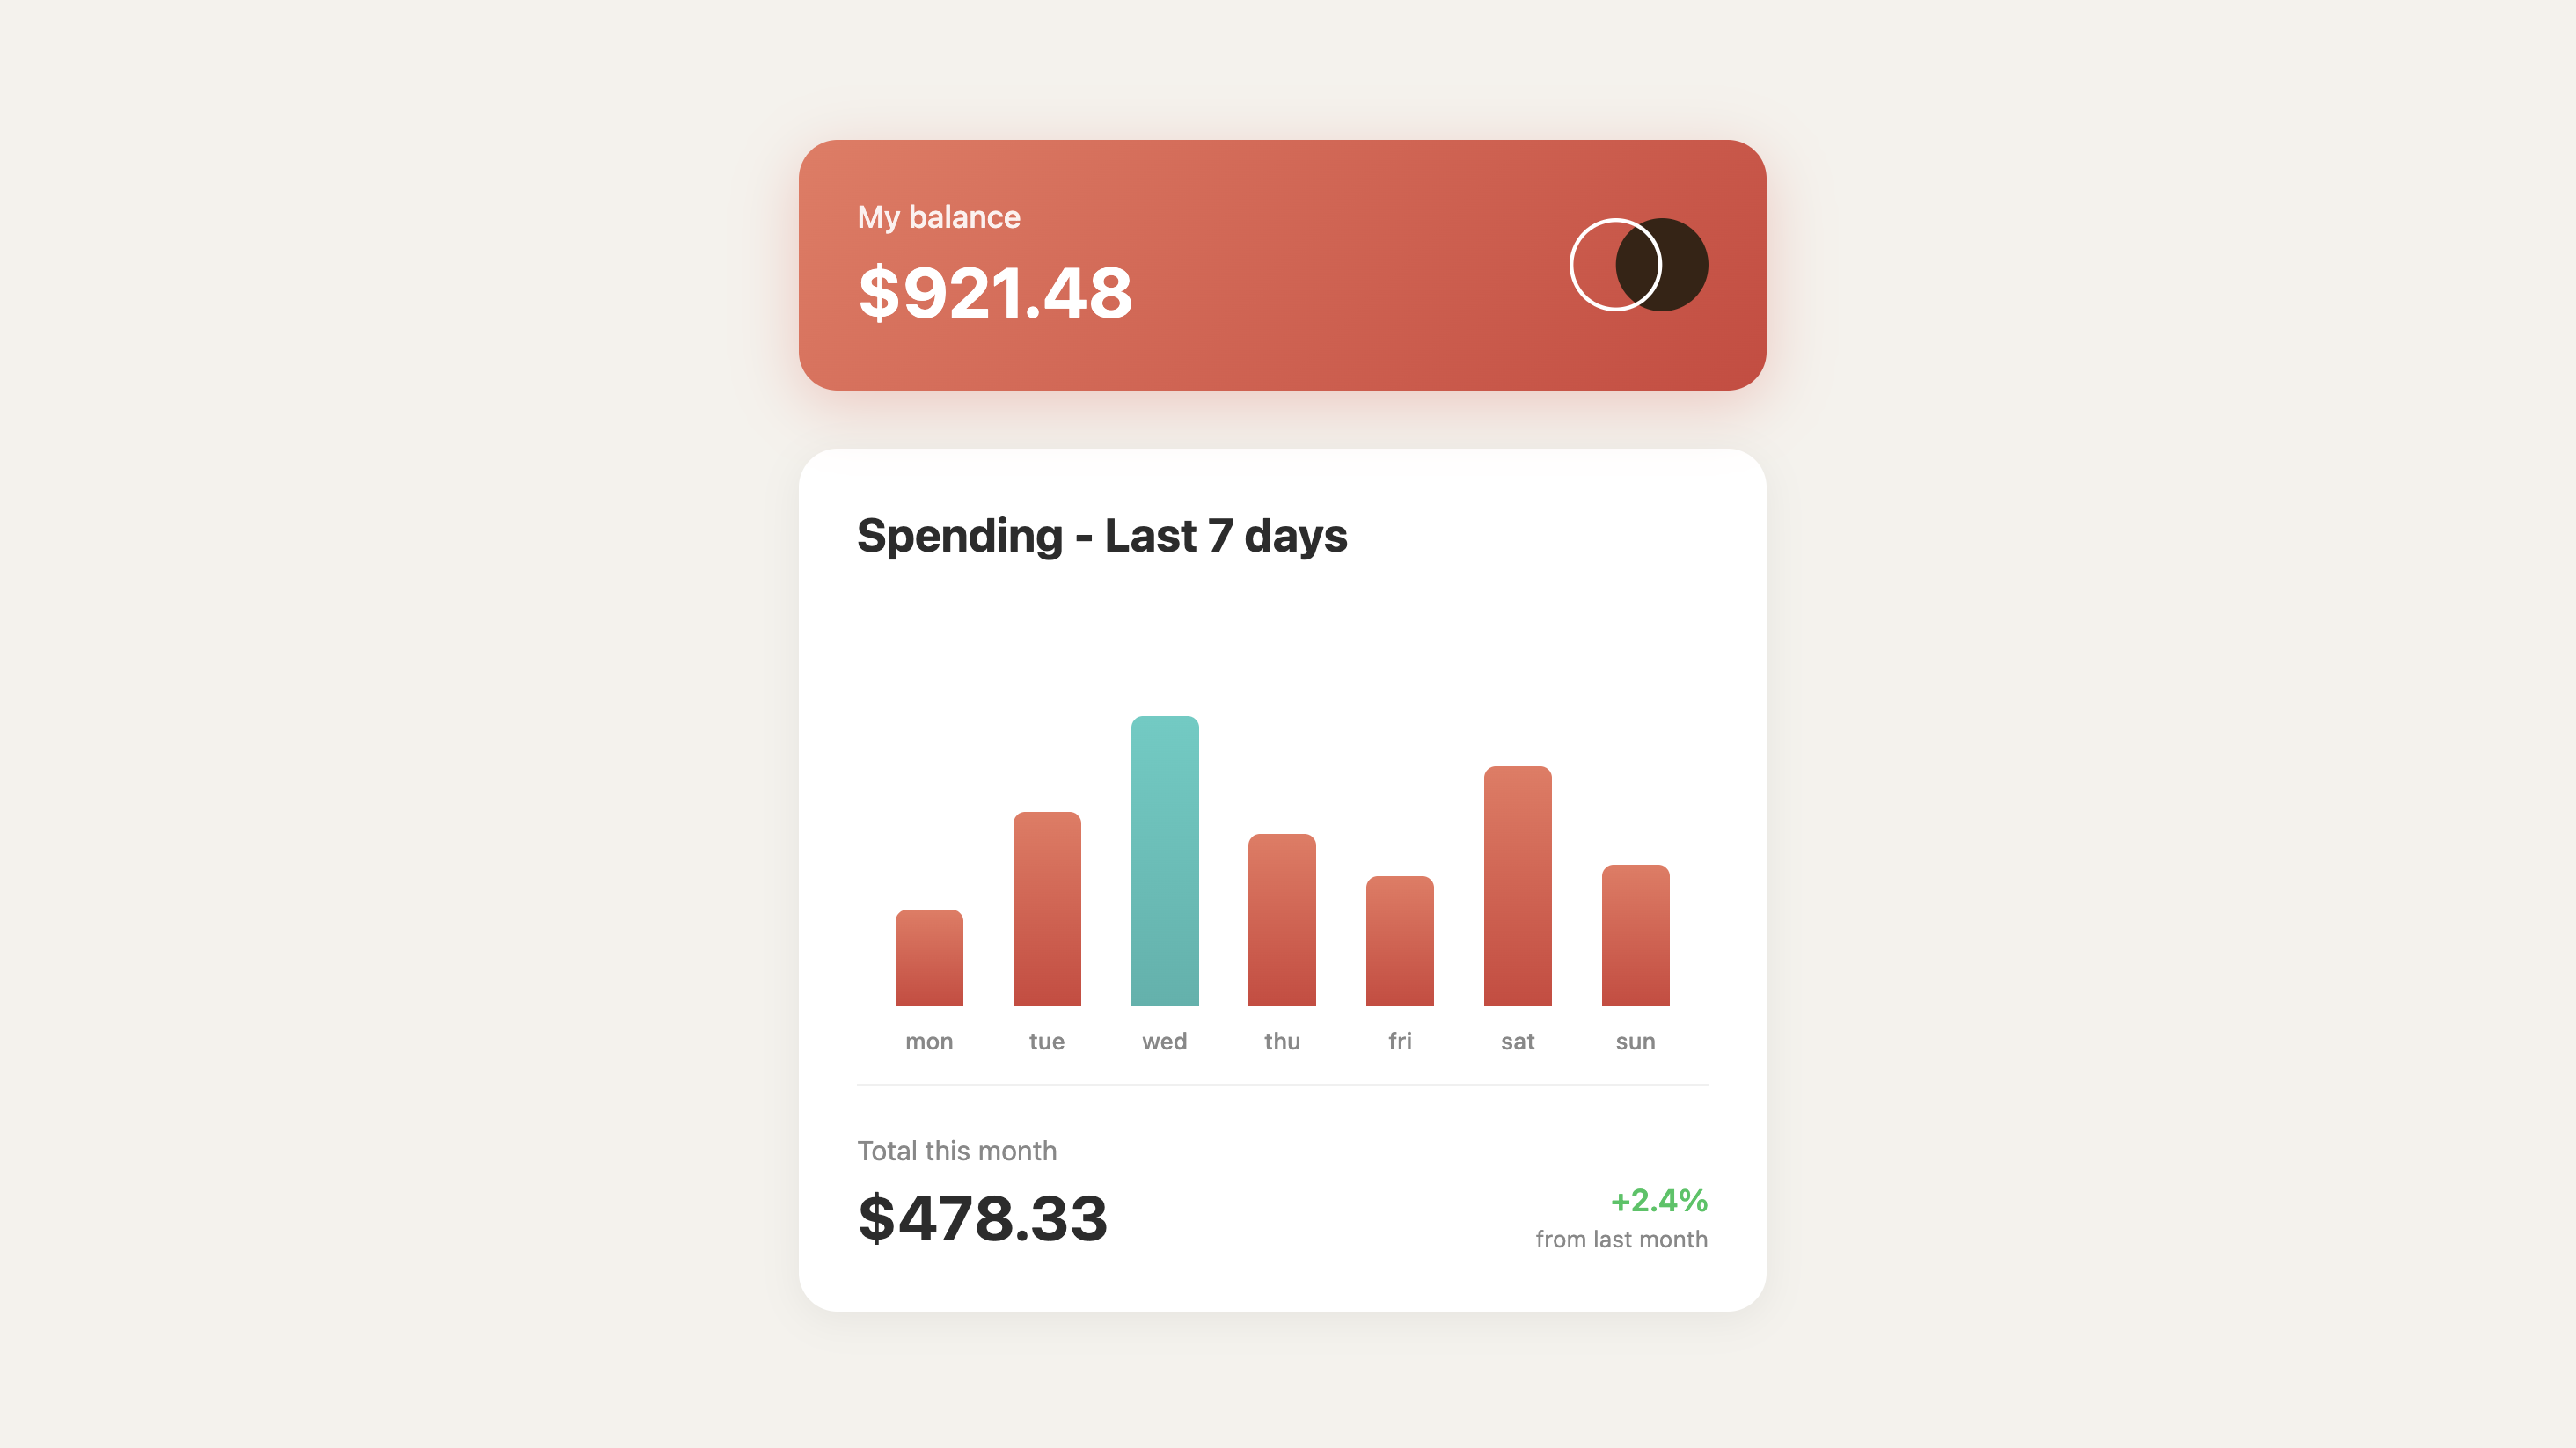 My balance
$921.48
Spending - Last 7 days
mon tue wed thu fri sat sun
Total this month
$478.33
+2.4%
from last month